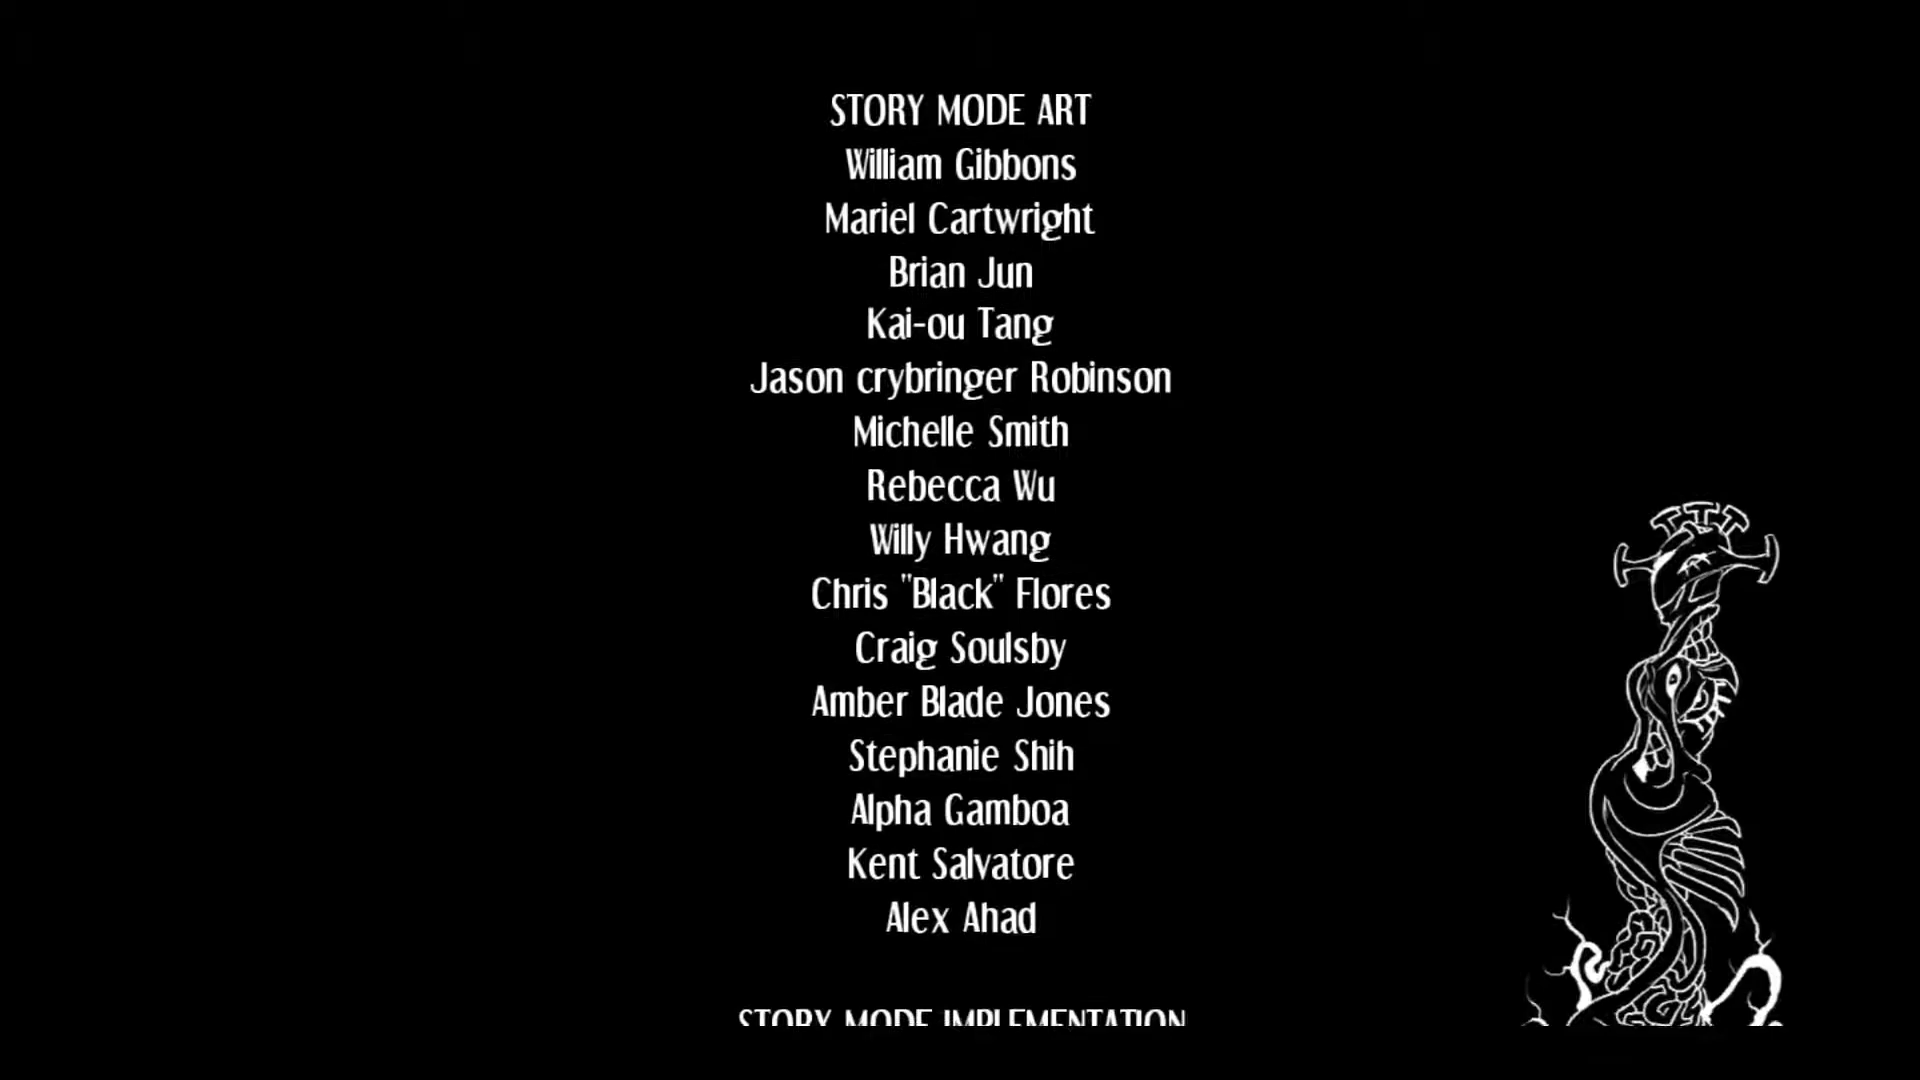 STORY MODE ART
William Gibbons
Mariel Cartwright
Brian Jun
Kai-ou Tang
Jason crybringer Robinson
Michelle Smith
Rebecca Wu
Willy Hwang
Chris "Black" Flores
Craig Soulsby
Amber Blade Jones
Stephanie Shih
Alpha Gamboa
Kent Salvatore
Alex Ahad
STORY MODE IMPLEMENTATION